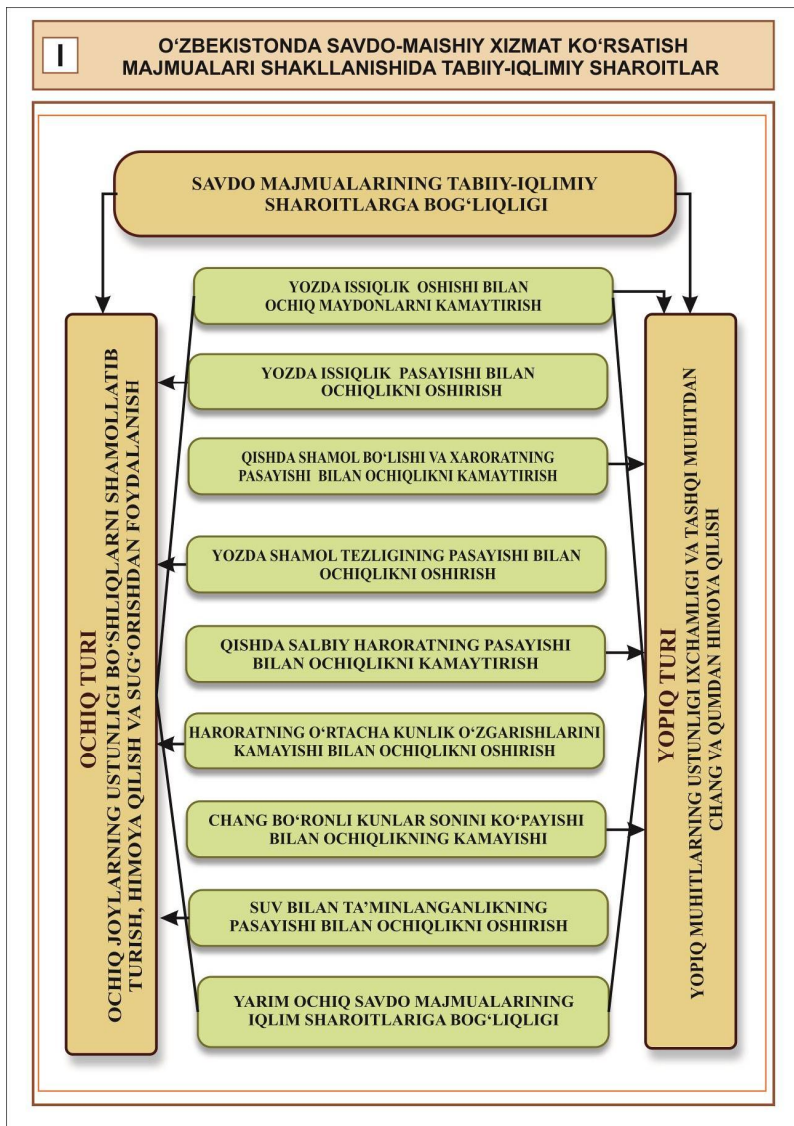 I
O‘ZBEKISTONDA SAVDO-MAISHIY XIZMAT KO‘RSATISH
MAJMUALARI SHAKLLANISHIDA TABIIY-IQLIMIY SHAROITLAR
SAVDO MAJMUALARINING TABIIY-IQLIMIY
SHAROITLARGA BOG‘LIQLIGI
OCHIQ TURI
OCHIQ JOYLARNING USTUNLIGI BO‘SHLIQLARNI SHAMOLLATIB
TURISH, HIMOYA QILISH VA SUG‘ORISHDAN FOYDALANISH
YOZDA ISSIQLIK OSHISHI BILAN
OCHIQ MAYDONLARNI KAMAYTIRISH
YOZDA ISSIQLIK PASAYISHI BILAN
OCHIQLIKNI OSHIRISH
QISHDA SHAMOL BO‘LISHI VA XARORATNING
PASAYISHI BILAN OCHIQLIKNI KAMAYTIRISH
YOZDA SHAMOL TEZLIGINING PASAYISHI BILAN
OCHIQLIKNI OSHIRISH
QISHDA SALBIY HARORATNING PASAYISHI
BILAN OCHIQLIKNI KAMAYTIRISH
HARORATNING O‘RTACHA KUNLIK O‘ZGARISHLARINI
KAMAYISHI BILAN OCHIQLIKNI OSHIRISH
CHANG BO‘RONLI KUNLAR SONINI KO‘PAYISHI
BILAN OCHIQLIKNING KAMAYISHI
SUV BILAN TA’MINLANGANLIKNING
PASAYISHI BILAN OCHIQLIKNI OSHIRISH
YARIM OCHIQ SAVDO MAJMUALARINING
IQLIM SHAROITLARIGA BOG‘LIQLIGI
YOPIQ TURI
YOPIQ MUHITLARNING USTUNLIGI IXCHAMLIGI VA TASHQI MUHITDAN
CHANG VA QUMDAN HIMOYA QILISH